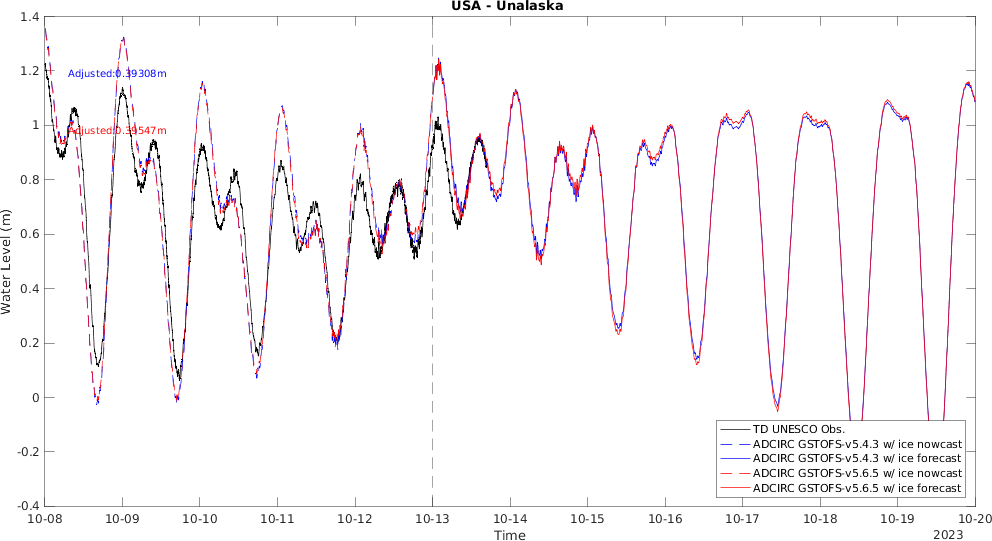 USA - Unalaska
1.4
1.2
1
0.8
0.6
0.4
0.2
0
-0.2
-0.4
Water Level (m)
Adjusted:0.39308m
Adjusted:0.39547m
TD UNESCO Obs.
ADCIRC GSTOFS-v5.4.3 w/ ice nowcast
ADCIRC GSTOFS-v5.4.3 w/ ice forecast
ADCIRC GSTOFS-v5.6.5 w/ ice nowcast
ADCIRC GSTOFS-v5.6.5 w/ ice forecast
10-08 10-09 10-10 10-11 10-12 10-13 10-14 10-15 10-16 10-17 10-18 10-19 10-20
Time
2023